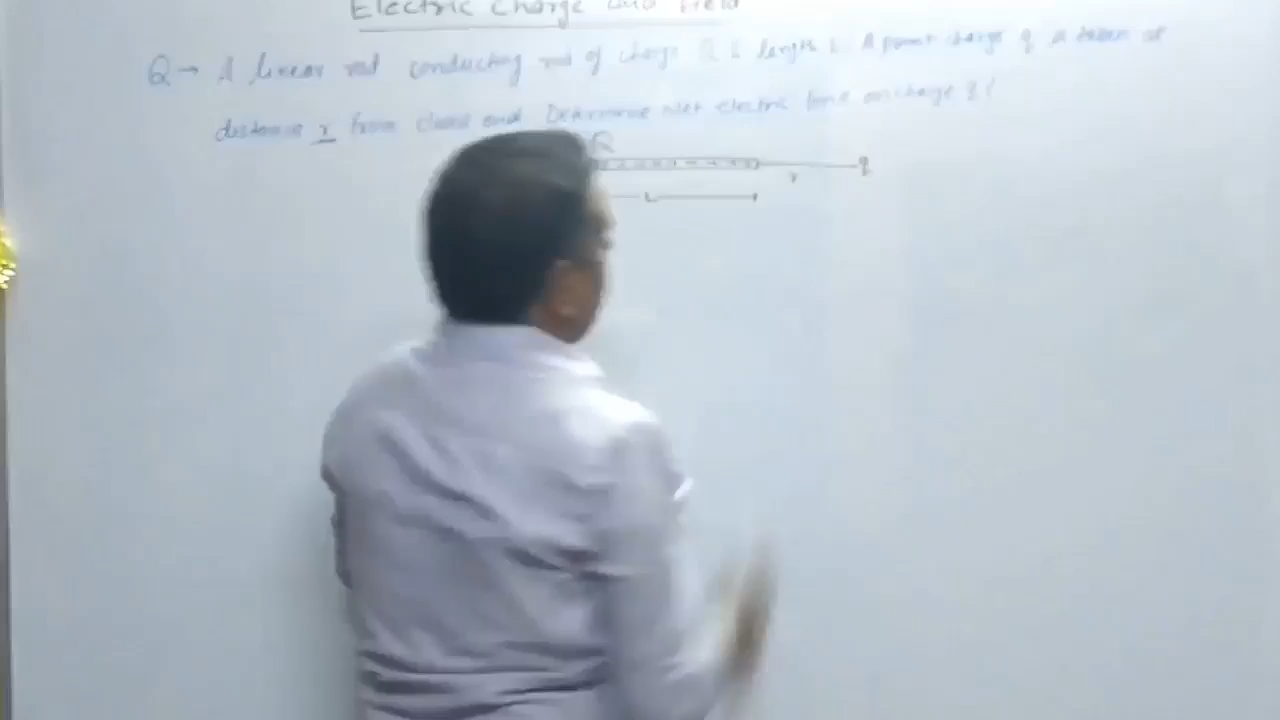 Electric Charge and Field
Q → A linear rod conducting rod of charge Q & length L. A point charge q is taken at
distance r from closed end. Determine Net electric force on charge q?
Q
r
q
L